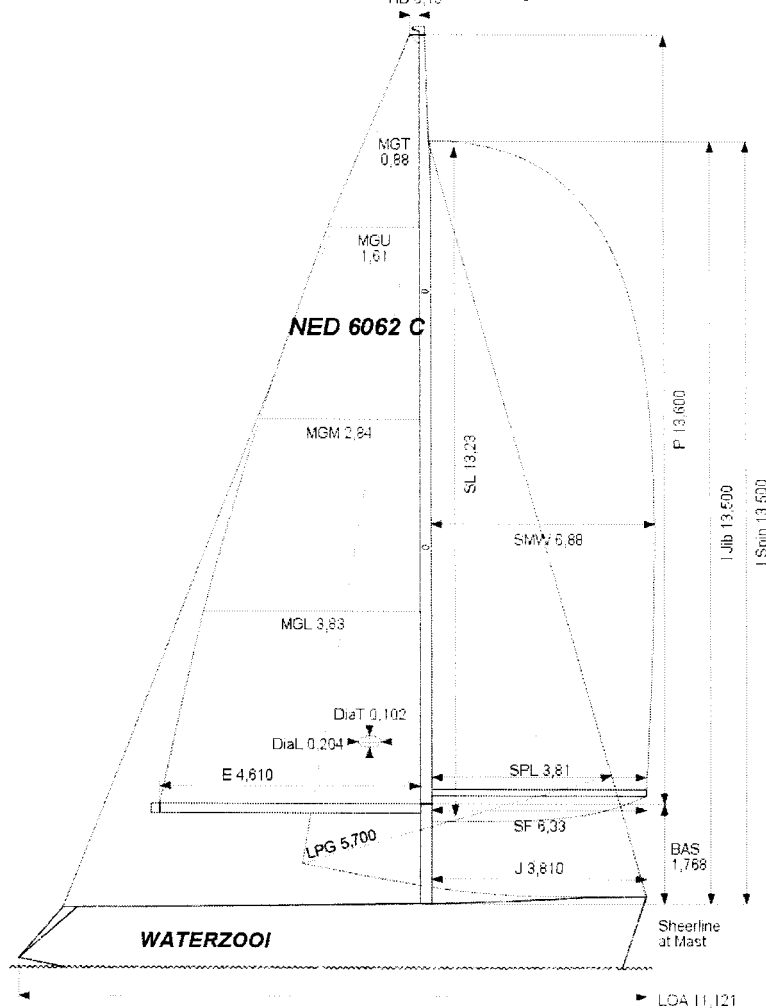 MGT
0,88
MGU
1,61
NED 6062 C
MGM 2,84
P 13,600
SL 13,23
I Jib 13,500
I Spin 13,500
SMW 6,88
MGL 3,83
DiaT 0,102
DiaL 0,204
E 4,610
SPL 3,81
SF 6,33
LPG 5,700
BAS
1,768
J 3,810
Sheerline
at Mast
WATERZOOI
LOA 11,121